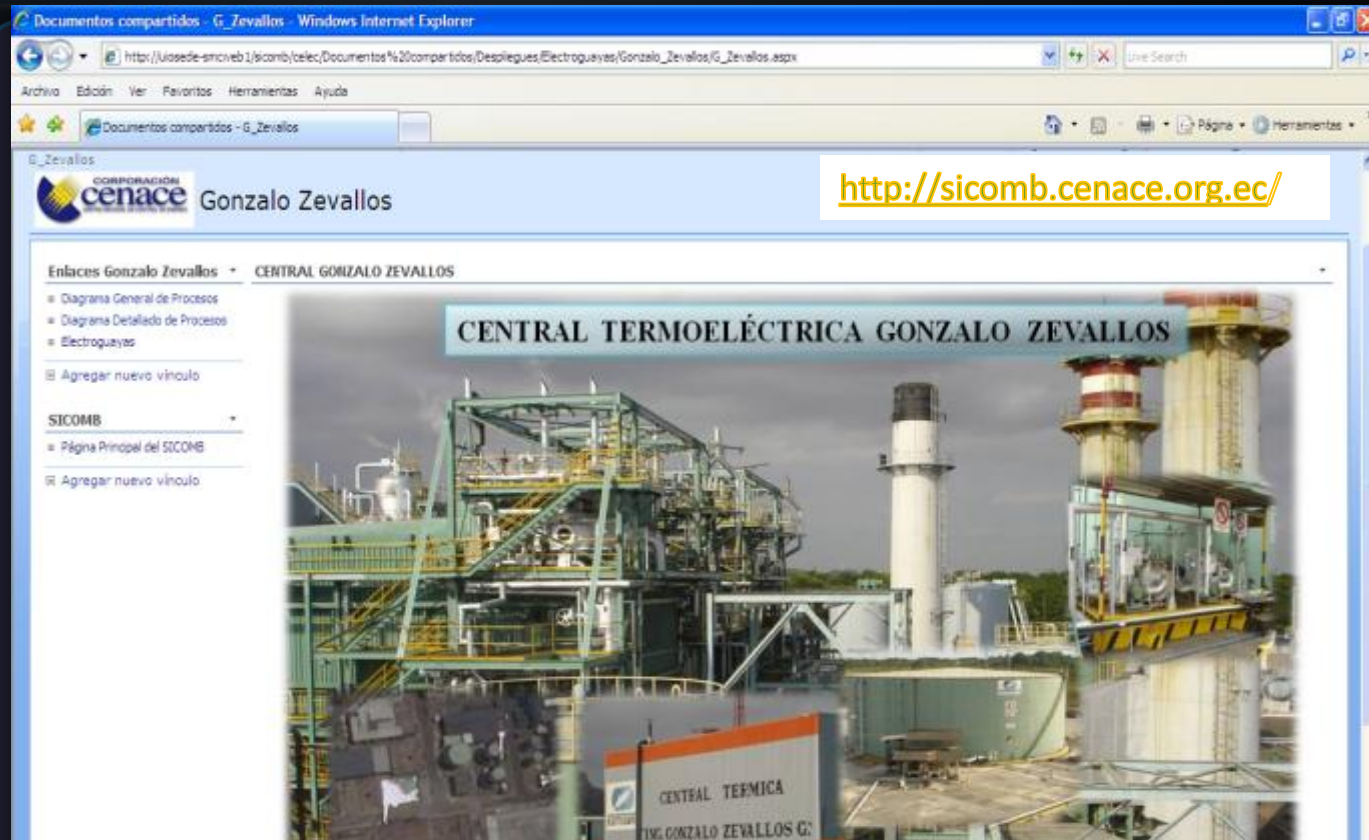 Documentos compartidos - G_Zevallos - Windows Internet Explorer
http://uiosede-smcweb1/sicomb/celec/Documentos%20compartidos/Despliegues/Electroguayas/Gonzalo_Zevallos/G_Zevallos.aspx
Live Search
Archivo Edición Ver Favoritos Herramientas Ayuda
Documentos compartidos - G_Zevallos
Página
Herramientas
G_Zevallos
CORPORACIÓN
cenace
Gonzalo Zevallos
http://sicomb.cenace.org.ec/
Enlaces Gonzalo Zevallos
CENTRAL GONZALO ZEVALLOS
Diagrama General de Procesos
Diagrama Detallado de Procesos
Electroguayas
Agregar nuevo vínculo
SICOMB
Página Principal del SICOMB
Agregar nuevo vínculo
CENTRAL TERMOELÉCTRICA GONZALO ZEVALLOS
CENTRAL TERMICA
ING GONZALO ZEVALLOS G: